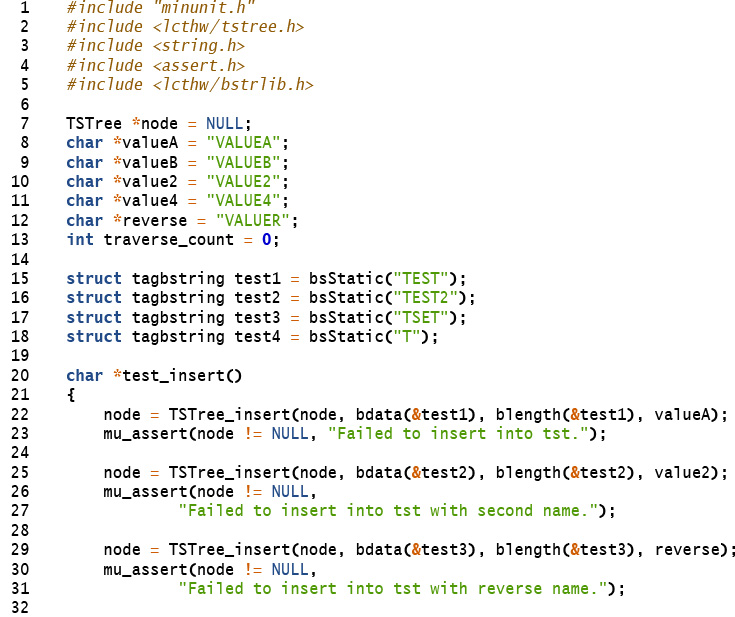 1 #include "minunit.h"
2 #include <lcthw/tstree.h>
3 #include <string.h>
4 #include <assert.h>
5 #include <lcthw/bstrlib.h>
6
7 TSTree *node = NULL;
8 char *valueA = "VALUEA";
9 char *valueB = "VALUEB";
10 char *value2 = "VALUE2";
11 char *value4 = "VALUE4";
12 char *reverse = "VALUER";
13 int traverse_count = 0;
14
15 struct tagbstring test1 = bsStatic("TEST");
16 struct tagbstring test2 = bsStatic("TEST2");
17 struct tagbstring test3 = bsStatic("TSET");
18 struct tagbstring test4 = bsStatic("T");
19
20 char *test_insert()
21 {
22     node = TSTree_insert(node, bdata(&test1), blength(&test1), valueA);
23     mu_assert(node != NULL, "Failed to insert into tst.");
24
25     node = TSTree_insert(node, bdata(&test2), blength(&test2), value2);
26     mu_assert(node != NULL,
27             "Failed to insert into tst with second name.");
28
29     node = TSTree_insert(node, bdata(&test3), blength(&test3), reverse);
30     mu_assert(node != NULL,
31             "Failed to insert into tst with reverse name.");
32